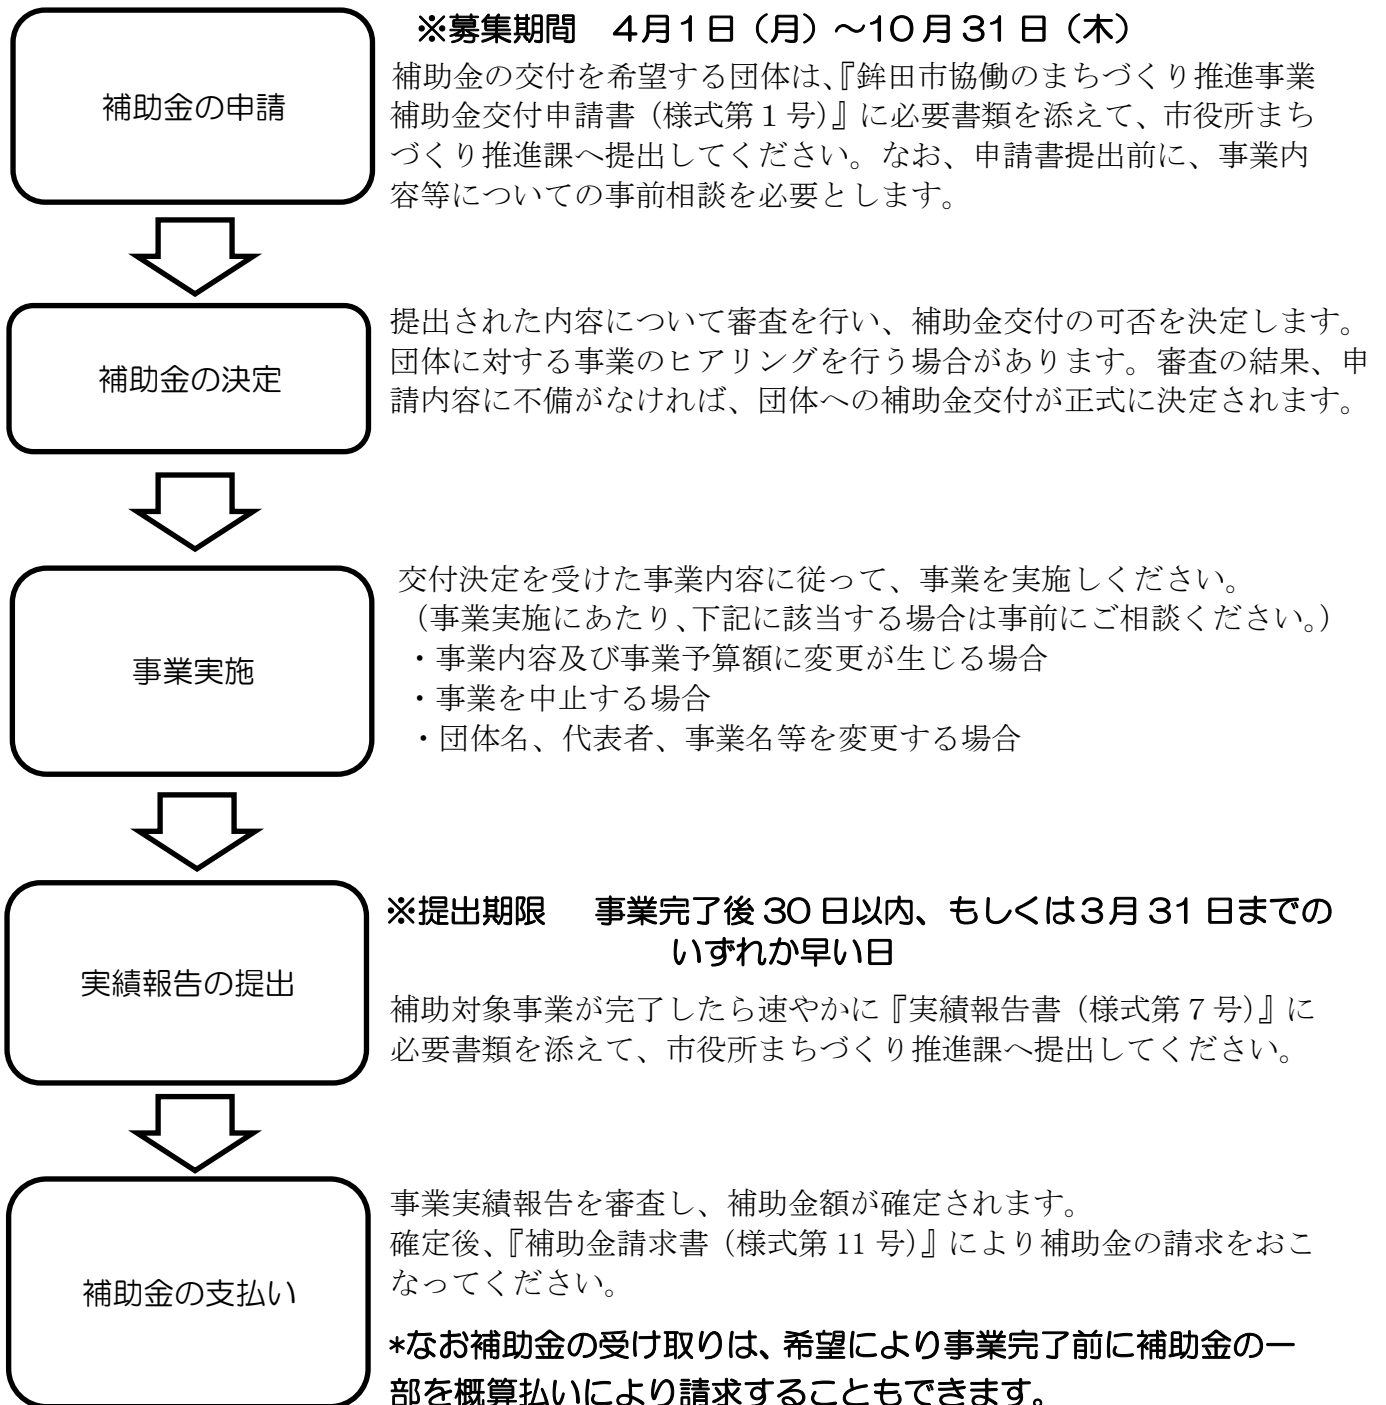 ※募集期間　４月１日（月）～１０月３１日（木）
補助金の申請
補助金の交付を希望する団体は、『鉾田市協働のまちづくり推進事業
補助金交付申請書（様式第１号）』に必要書類を添えて、市役所まち
づくり推進課へ提出してください。なお、申請書提出前に、事業内
容等についての事前相談を必要とします。
補助金の決定
提出された内容について審査を行い、補助金交付の可否を決定します。
団体に対する事業のヒアリングを行う場合があります。審査の結果、申
請内容に不備がなければ、団体への補助金交付が正式に決定されます。
事業実施
交付決定を受けた事業内容に従って、事業を実施しください。
（事業実施にあたり、下記に該当する場合は事前にご相談ください。）
・事業内容及び事業予算額に変更が生じる場合
・事業を中止する場合
・団体名、代表者、事業名等を変更する場合
実績報告の提出
※提出期限　事業完了後30日以内、もしくは３月31日までの
いずれか早い日
補助対象事業が完了したら速やかに『実績報告書（様式第７号）』に
必要書類を添えて、市役所まちづくり推進課へ提出してください。
補助金の支払い
事業実績報告を審査し、補助金額が確定されます。
確定後、『補助金請求書（様式第11号）』により補助金の請求をおこ
なってください。
*なお補助金の受け取りは、希望により事業完了前に補助金の一
部を概算払いにより請求することもできます。